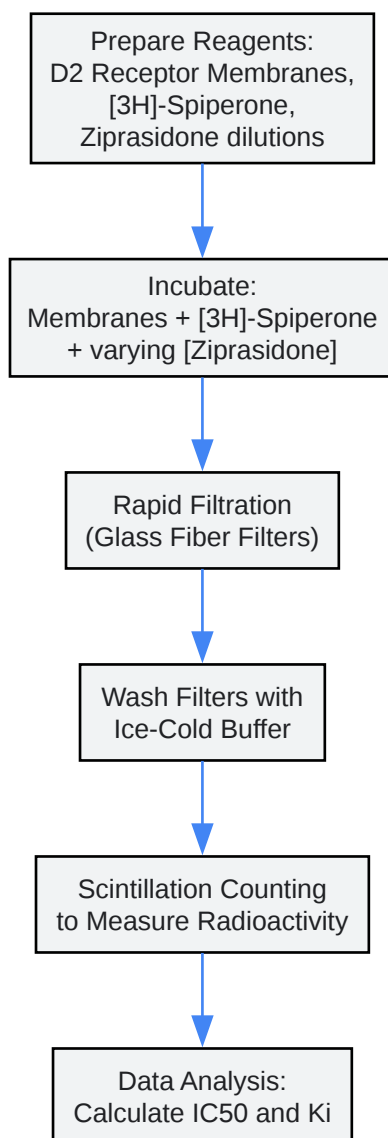 Prepare Reagents:
D2 Receptor Membranes,
[3H]-Spiperone,
Ziprasidone dilutions
Incubate:
Membranes + [3H]-Spiperone
+ varying [Ziprasidone]
Rapid Filtration
(Glass Fiber Filters)
Wash Filters with
Ice-Cold Buffer
Scintillation Counting
to Measure Radioactivity
Data Analysis:
Calculate IC50 and Ki